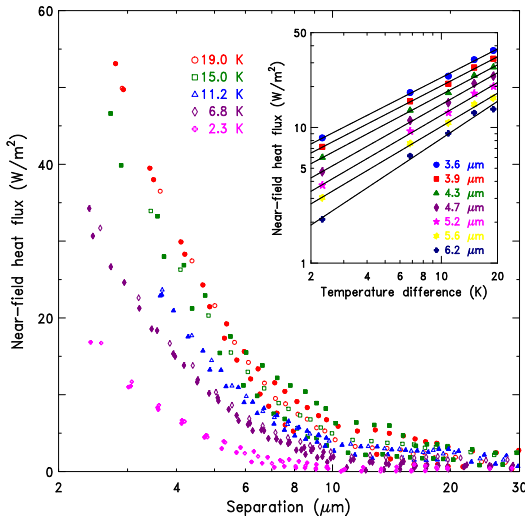 60
40
20
0
2
4
6
8
10
20
30
Near-field heat flux (W/m²)
Separation (μm)
19.0 K
15.0 K
11.2 K
6.8 K
2.3 K
50
10
5
1
2
4
6
8
10
20
Near-field heat flux (W/m²)
Temperature difference (K)
3.6 μm
3.9 μm
4.3 μm
4.7 μm
5.2 μm
5.6 μm
6.2 μm